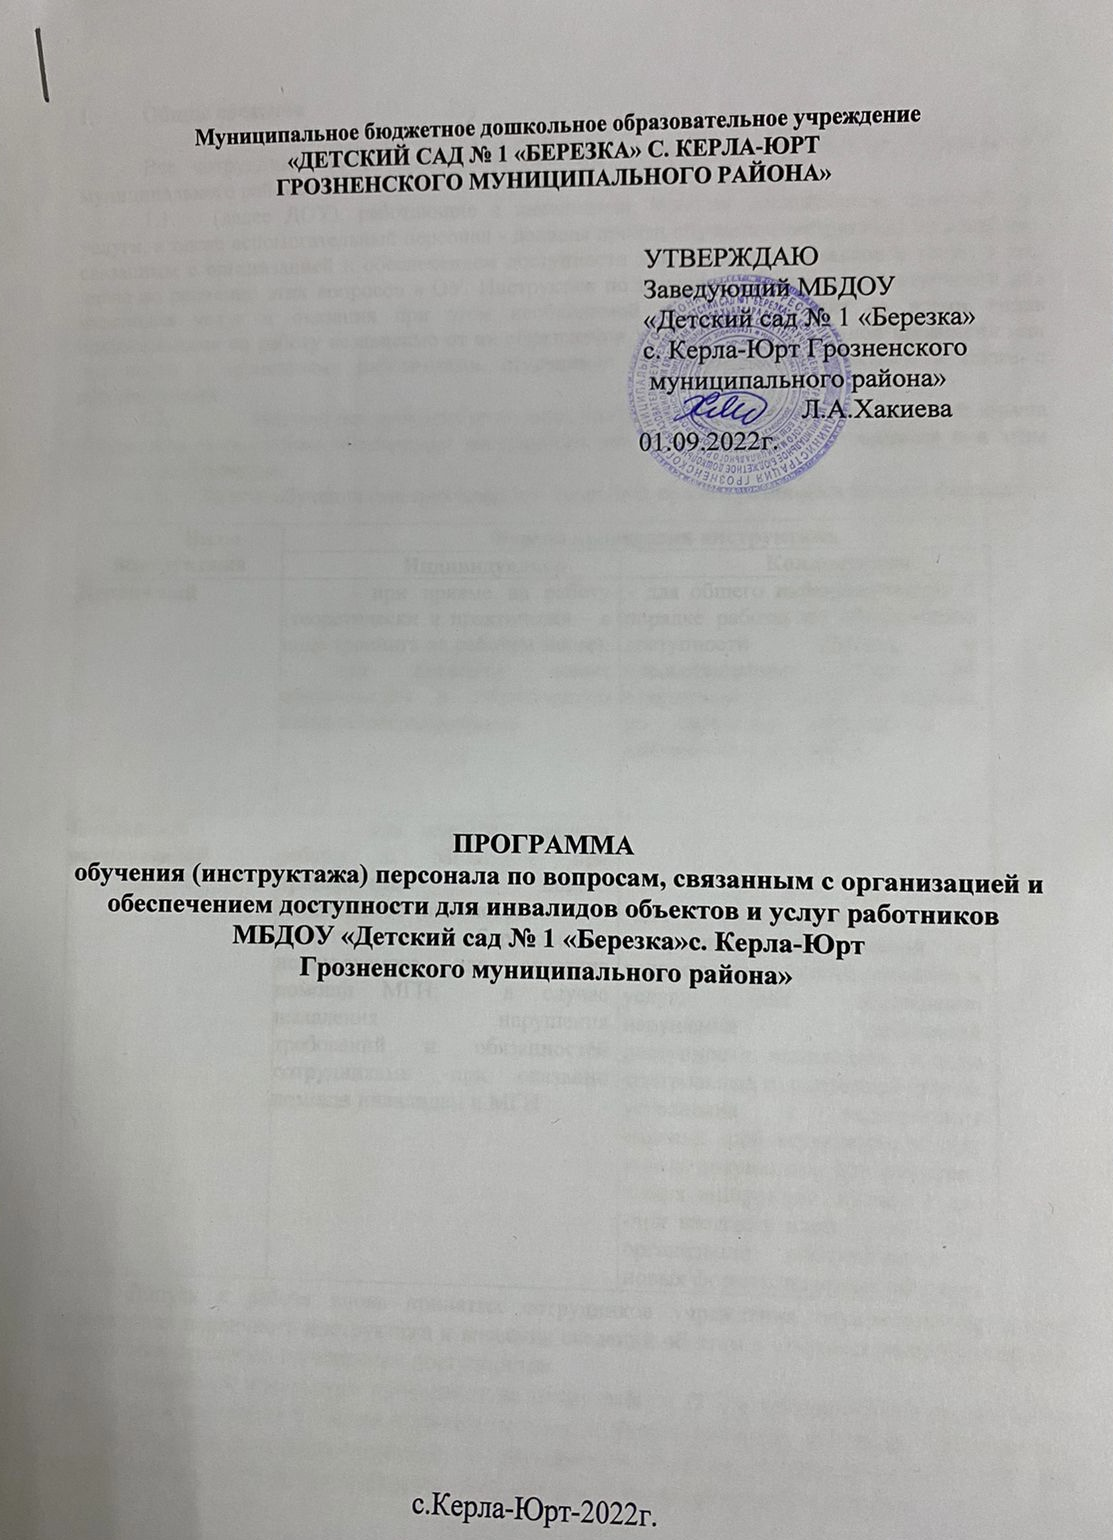 Муниципальное бюджетное дошкольное образовательное учреждение
«ДЕТСКИЙ САД № 1 «БЕРЕЗКА» С. КЕРЛА-ЮРТ
ГРОЗНЕНСКОГО МУНИЦИПАЛЬНОГО РАЙОНА»
УТВЕРЖДАЮ
Заведующий МБДОУ
«Детский сад № 1 «Березка»
с. Керла-Юрт Грозненского
муниципального района»
Л.А.Хакиева
01.09.2022г.
ПРОГРАММА
обучения (инструктажа) персонала по вопросам, связанным с организацией и
обеспечением доступности для инвалидов объектов и услуг работников
МБДОУ «Детский сад № 1 «Березка»с. Керла-Юрт
Грозненского муниципального района»
с.Керла-Юрт-2022г.